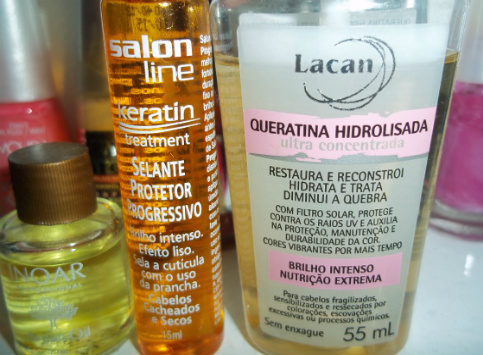 INOAR
salon
line
keratin
treatment
SELANTE
PROTETOR
PROGRESSIVO
Brilho intenso.
Efeito liso.
Sela a cutícula
com o uso
da prancha.
Cabelos
Cacheados
e Secos
15ml
Lacan
QUERATINA HIDROLISADA
ultra concentrada
RESTAURA E RECONSTROI
HIDRATA E TRATA
DIMINUI A QUEBRA
COM FILTRO SOLAR, PROTEGE
CONTRA OS RAIOS UV E AUXILIA
NA PROTEÇÃO, MANUTENÇÃO E
DURABILIDADE DA COR.
CORES VIBRANTES POR MAIS TEMPO
BRILHO INTENSO
NUTRIÇÃO EXTREMA
Para cabelos fragilizados,
sensibilizados e ressecados por
colorações, escovações
excessivas ou processos químicos.
Sem enxague 55 mL